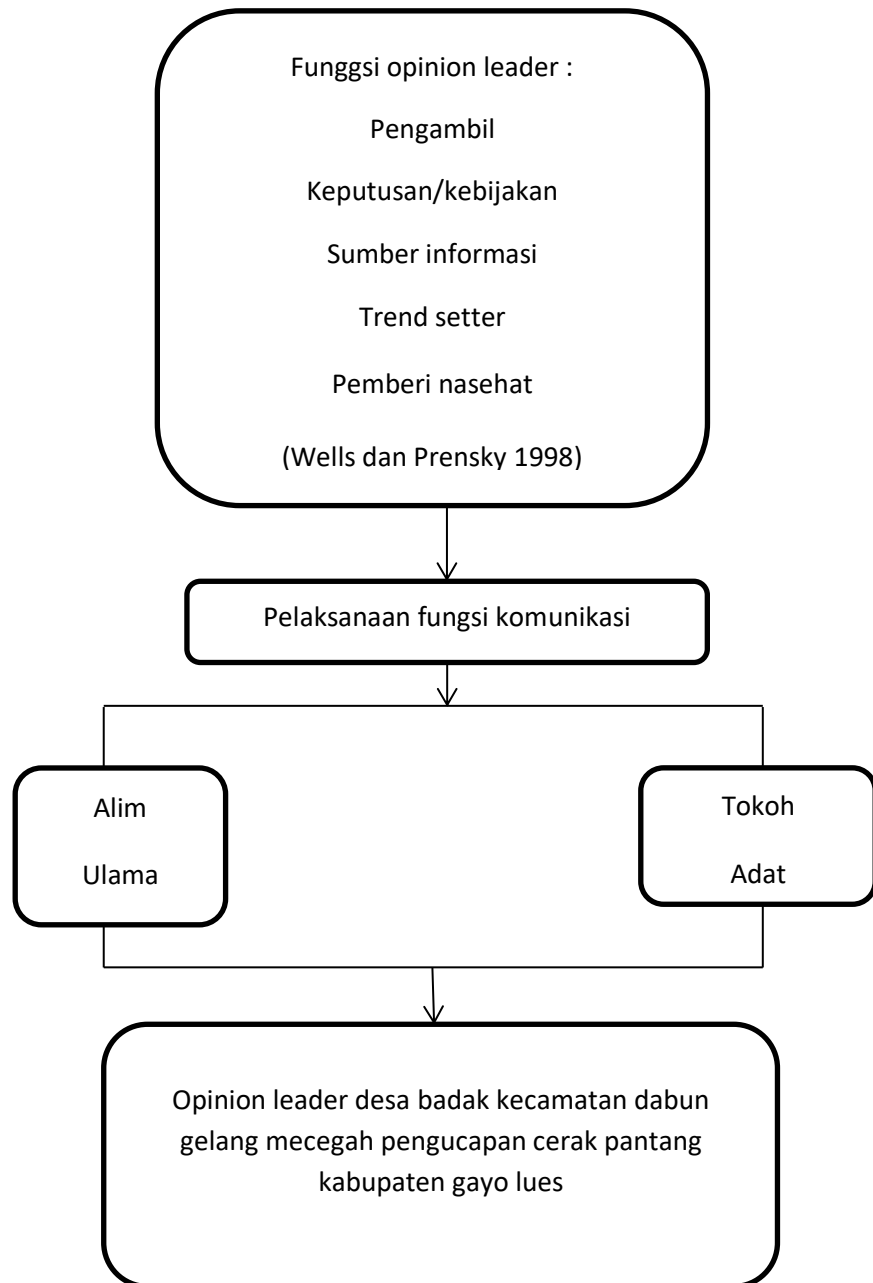 Funggsi opinion leader :
Pengambil
Keputusan/kebijakan
Sumber informasi
Trend setter
Pemberi nasehat
(Wells dan Prensky 1998)
Pelaksanaan fungsi komunikasi
Alim
Ulama
Tokoh
Adat
Opinion leader desa badak kecamatan dabun
gelang mecegah pengucapan cerak pantang
kabupaten gayo lues